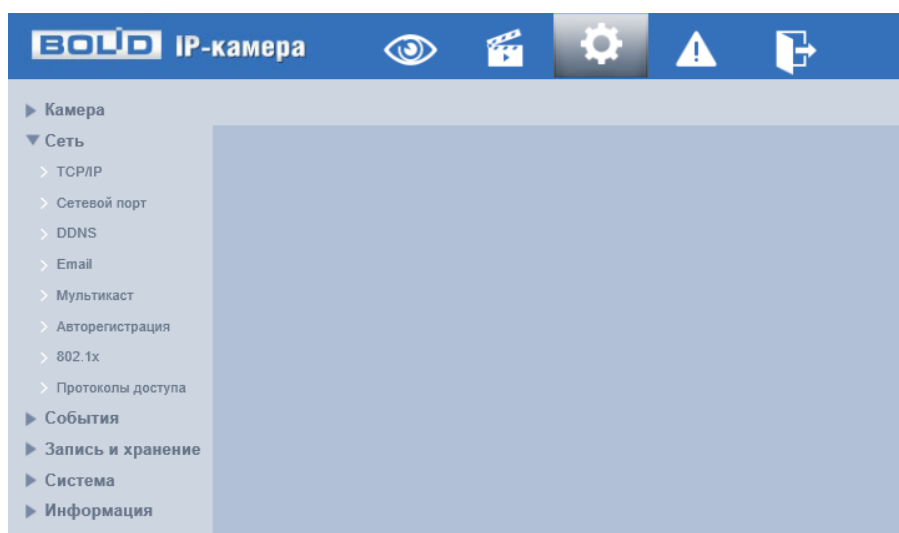 BOLID IP-камера
Камера
Сеть
TCP/IP
Сетевой порт
DDNS
Email
Мультикаст
Авторегистрация
802.1x
Протоколы доступа
События
Запись и хранение
Система
Информация